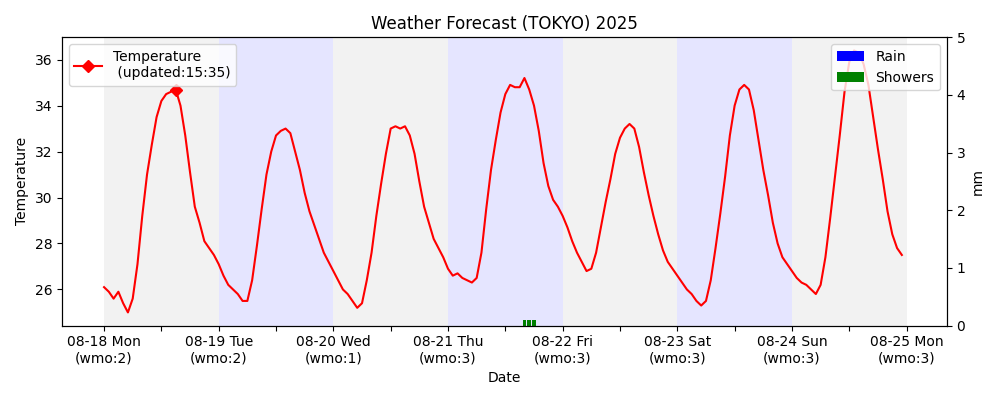 Weather Forecast (TOKYO) 2025
Temperature
(updated:15:35)
Rain
Showers
36
34
32
30
28
26
Temperature
5
4
3
2
1
0
mm
08-18 Mon
(wmo:2)
08-19 Tue
(wmo:2)
08-20 Wed
(wmo:1)
08-21 Thu
(wmo:3)
08-22 Fri
(wmo:3)
08-23 Sat
(wmo:3)
08-24 Sun
(wmo:3)
08-25 Mon
(wmo:3)
Date